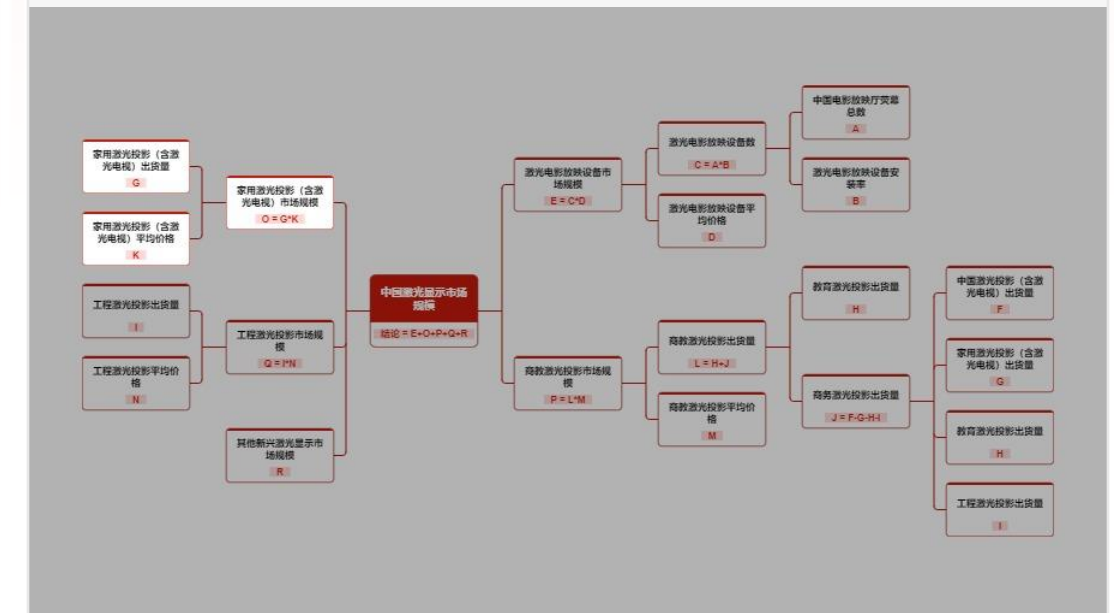 家用激光投影（含激
光电视）出货量
G
家用激光投影（含激
光电视）平均价格
K
家用激光投影（含激
光电视）市场规模
O = G*K
工程激光投影出货量
I
工程激光投影平均价
格
N
工程激光投影市场规
模
Q = I*N
其他新兴激光显示市
场规模
R
中国激光显示市场
规模
结论 = E+O+P+Q+R
激光电影放映设备市
场规模
E = C*D
激光电影放映设备数
C = A*B
中国电影放映厅荧幕
总数
A
激光电影放映设备安
装率
B
激光电影放映设备平
均价格
D
商教激光投影市场规
模
P = L*M
商教激光投影出货量
L = H+J
教育激光投影出货量
H
商务激光投影出货量
J = F-G-H-I
中国激光投影（含激
光电视）出货量
F
家用激光投影（含激
光电视）出货量
G
教育激光投影出货量
H
工程激光投影出货量
I
商教激光投影平均价
格
M